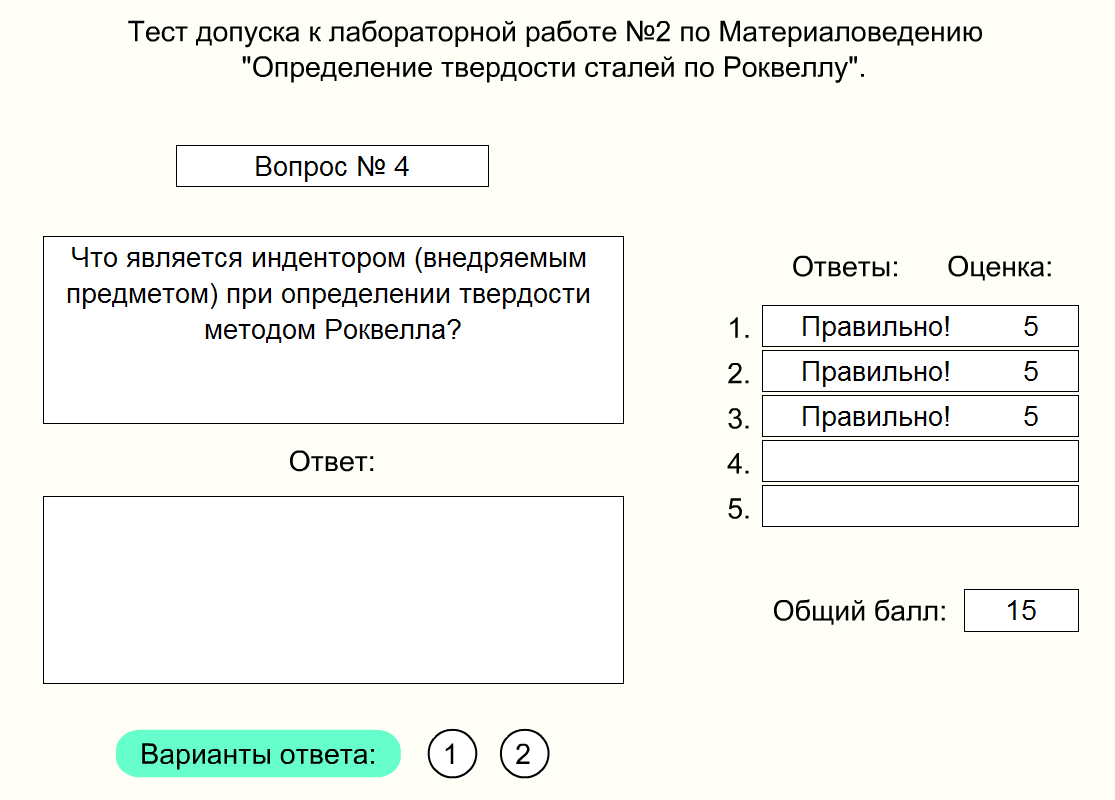 Тест допуска к лабораторной работе №2 по Материаловедению
"Определение твердости сталей по Роквеллу".
Вопрос № 4
Что является индентором (внедряемым
предметом) при определении твердости
методом Роквелла?
Ответ:
Варианты ответа: 1 2
Ответы: Оценка:
1. Правильно! 5
2. Правильно! 5
3. Правильно! 5
4.
5.
Общий балл: 15